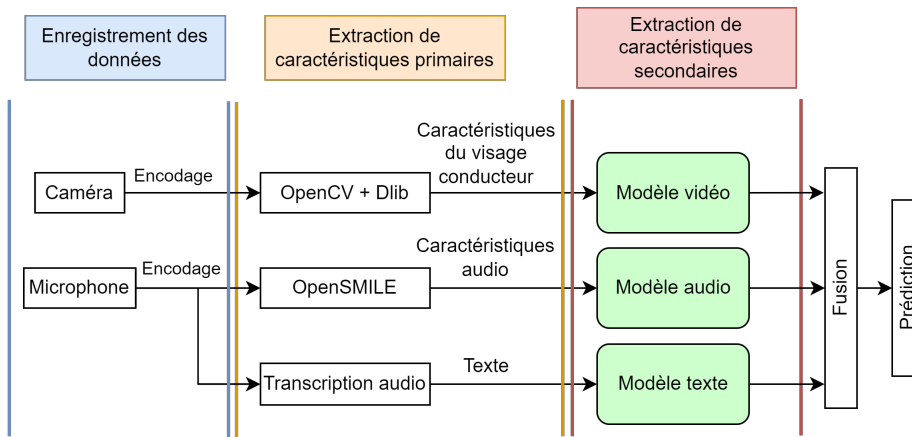 Enregistrement des
données
Extraction de
caractéristiques primaires
Extraction de
caractéristiques
secondaires
Caméra
Encodage
OpenCV + Dlib
Caractéristiques
du visage
conducteur
Modèle vidéo
Microphone
Encodage
OpenSMILE
Caractéristiques
audio
Modèle audio
Transcription audio
Texte
Modèle texte
Fusion
Prédiction